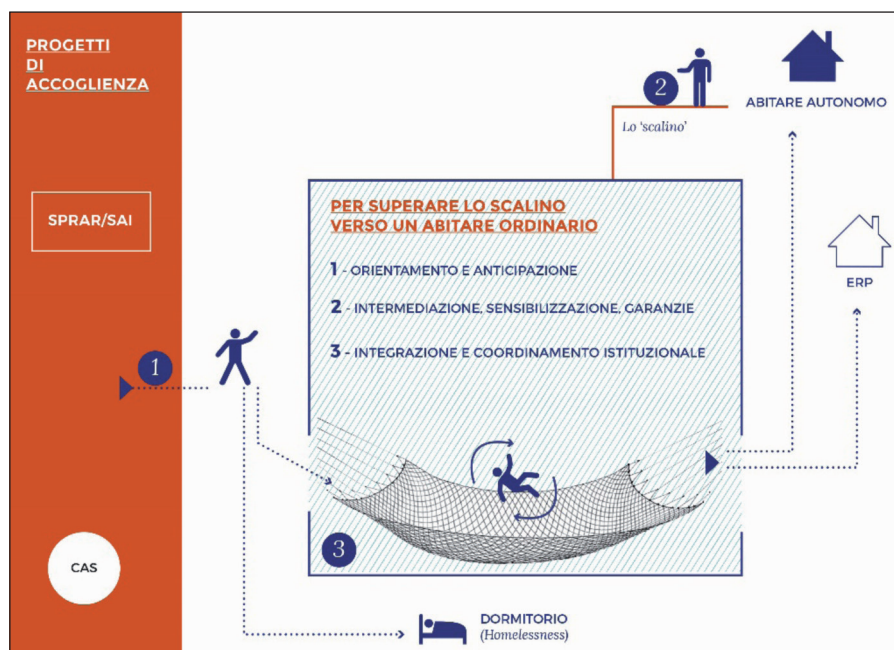 PROGETTI
DI
ACCOGLIENZA
SPRAR/SAI
1
CAS
2
Lo ‘scalino’
ABITARE AUTONOMO
ERP
PER SUPERARE LO SCALINO
VERSO UN ABITARE ORDINARIO
1 - ORIENTAMENTO E ANTICIPAZIONE
2 - INTERMEDIAZIONE, SENSIBILIZZAZIONE, GARANZIE
3 - INTEGRAZIONE E COORDINAMENTO ISTITUZIONALE
3
DORMITORIO
(Homelessness)